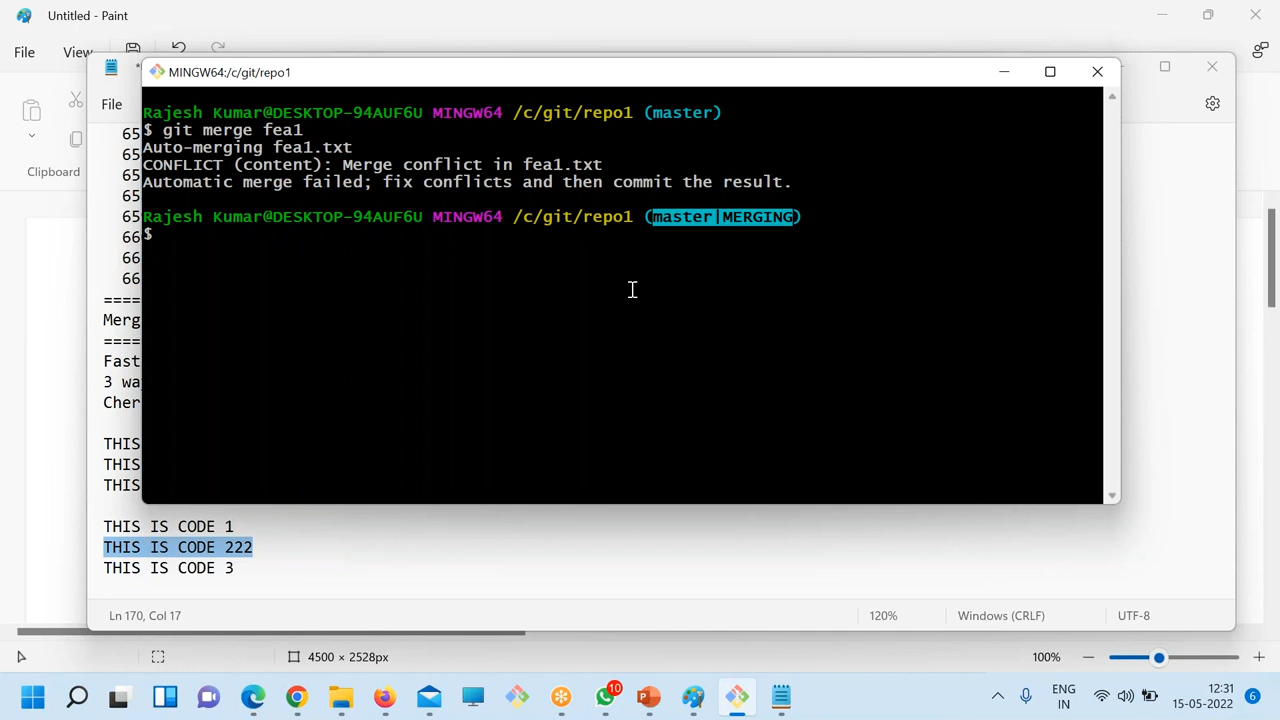 Untitled - Paint
File
View
MINGW64:/c/git/repo1
File
Clipboard
Rajesh Kumar@DESKTOP-94AUF6U MINGW64 /c/git/repo1 (master)
$ git merge fea1
Auto-merging fea1.txt
CONFLICT (content): Merge conflict in fea1.txt
Automatic merge failed; fix conflicts and then commit the result.
Rajesh Kumar@DESKTOP-94AUF6U MINGW64 /c/git/repo1 (master|MERGING)
$
65
65
65
65
65
66
66
66
====
Merg
====
Fast
3 wa
Cher
THIS
THIS
THIS
THIS IS CODE 1
THIS IS CODE 222
THIS IS CODE 3
Ln 170, Col 17
120%
Windows (CRLF)
UTF-8
4500 × 2528px
100%
10
ENG
IN
12:31
15-05-2022
6